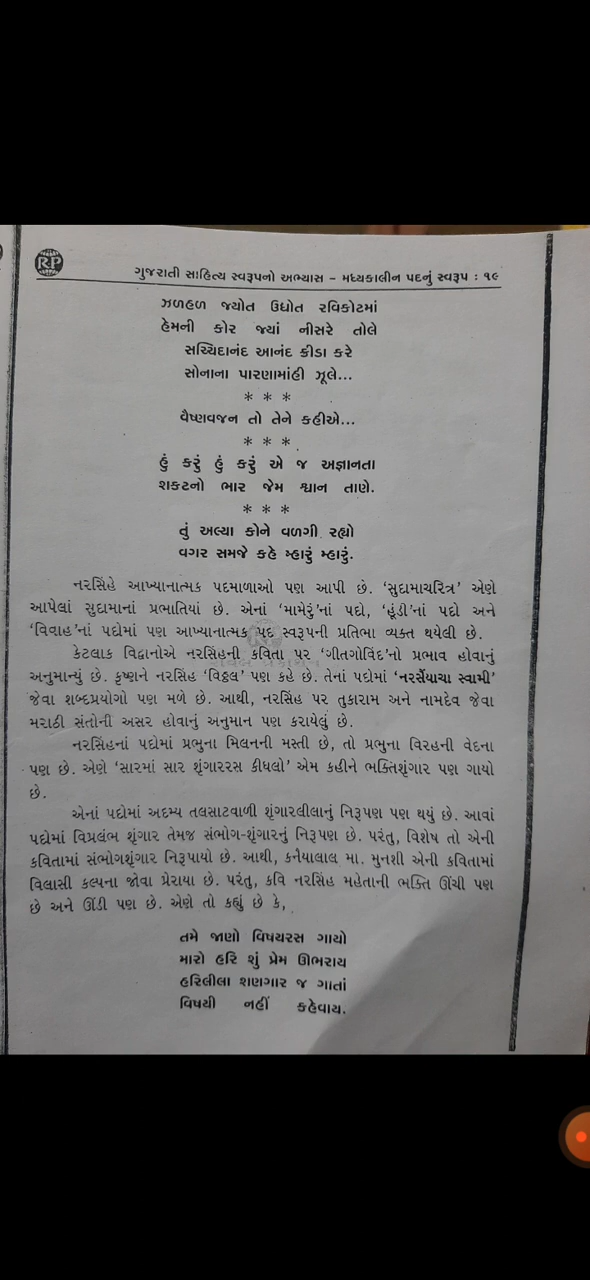 RP
ગુજરાતી સાહિત્ય સ્વરૂપનો અભ્યાસ – મધ્યકાલીન પદનું સ્વરૂપ : ૧૯
ઝળહળ જ્યોત ઉદ્યોત રવિકોટમાં
હેમની કોર જ્યાં નીસરે તોલે
સચ્ચિદાનંદ આનંદ ક્રીડા કરે
સોનાના પારણામાંહી ઝૂલે...
* * *
વૈષ્ણવજન તો તેને કહીએ...
* * *
હું કરું હું કરું એ જ અજ્ઞાનતા
શકટનો ભાર જેમ શ્વાન તાણે.
* * *
તું અલ્યા કોને વળગી રહ્યો
વગર સમજે કહે મ્હારું મ્હારું.
નરસિંહે આખ્યાનાત્મક પદમાળાઓ પણ આપી છે. 'સુદામાચરિત્ર' એણે
આપેલાં સુદામાનાં પ્રભાતિયાં છે. એનાં 'મામેરું'નાં પદો, 'હૂંડી'નાં પદો અને
'વિવાહ'નાં પદોમાં પણ આખ્યાનાત્મક પદ સ્વરૂપની પ્રતિભા વ્યક્ત થયેલી છે.
કેટલાક વિદ્વાનોએ નરસિંહની કવિતા પર 'ગીતગોવિંદ'નો પ્રભાવ હોવાનું
અનુમાન્યું છે. કૃષ્ણને નરસિંહ 'વિઠ્ઠલ' પણ કહે છે. તેનાં પદોમાં 'નરસૈંયાચા સ્વામી'
જેવા શબ્દપ્રયોગો પણ મળે છે. આથી, નરસિંહ પર તુકારામ અને નામદેવ જેવા
મરાઠી સંતોની અસર હોવાનું અનુમાન પણ કરાયેલું છે.
નરસિંહનાં પદોમાં પ્રભુના મિલનની મસ્તી છે, તો પ્રભુના વિરહની વેદના
પણ છે. એણે 'સારમાં સાર શૃંગારરસ કીધલો' એમ કહીને ભક્તિશૃંગાર પણ ગાયો
છે.
એનાં પદોમાં અદમ્ય તલસાટવાળી શૃંગારલીલાનું નિરૂપણ પણ થયું છે. આવાં
પદોમાં વિપ્રલંભ શૃંગાર તેમજ સંભોગ-શૃંગારનું નિરૂપણ છે. પરંતુ, વિશેષ તો એની
કવિતામાં સંભોગશૃંગાર નિરૂપાયો છે. આથી, કનૈયાલાલ મા. મુનશી એની કવિતામાં
વિલાસી કલ્પના જોવા પ્રેરાયા છે. પરંતુ, કવિ નરસિંહ મહેતાની ભક્તિ ઊંચી પણ
છે અને ઊંડી પણ છે. એણે તો કહ્યું છે કે,
તમે જાણો વિષયરસ ગાયો
મારો હરિ શું પ્રેમ ઊભરાય
હરિલીલા શણગાર જ ગાતાં
વિષયી નહીં કહેવાય.